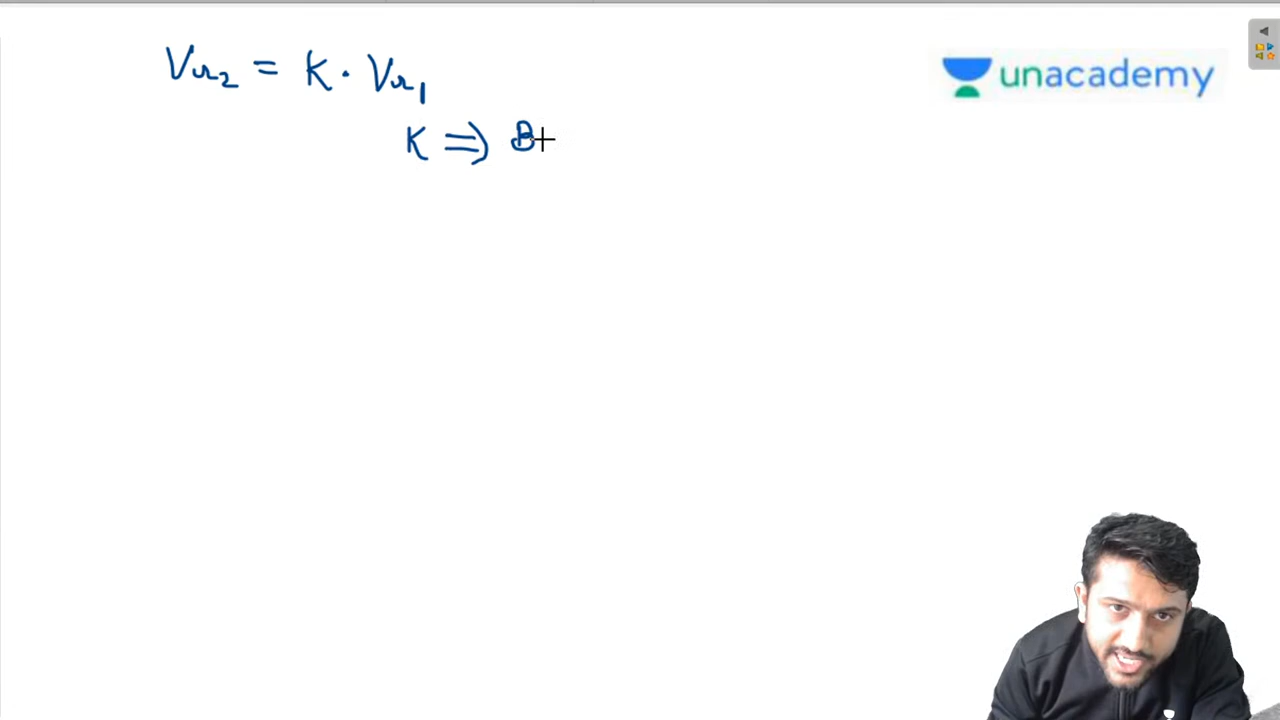 Vr₂ = K · Vr₁
unacademy
K ⇒ B